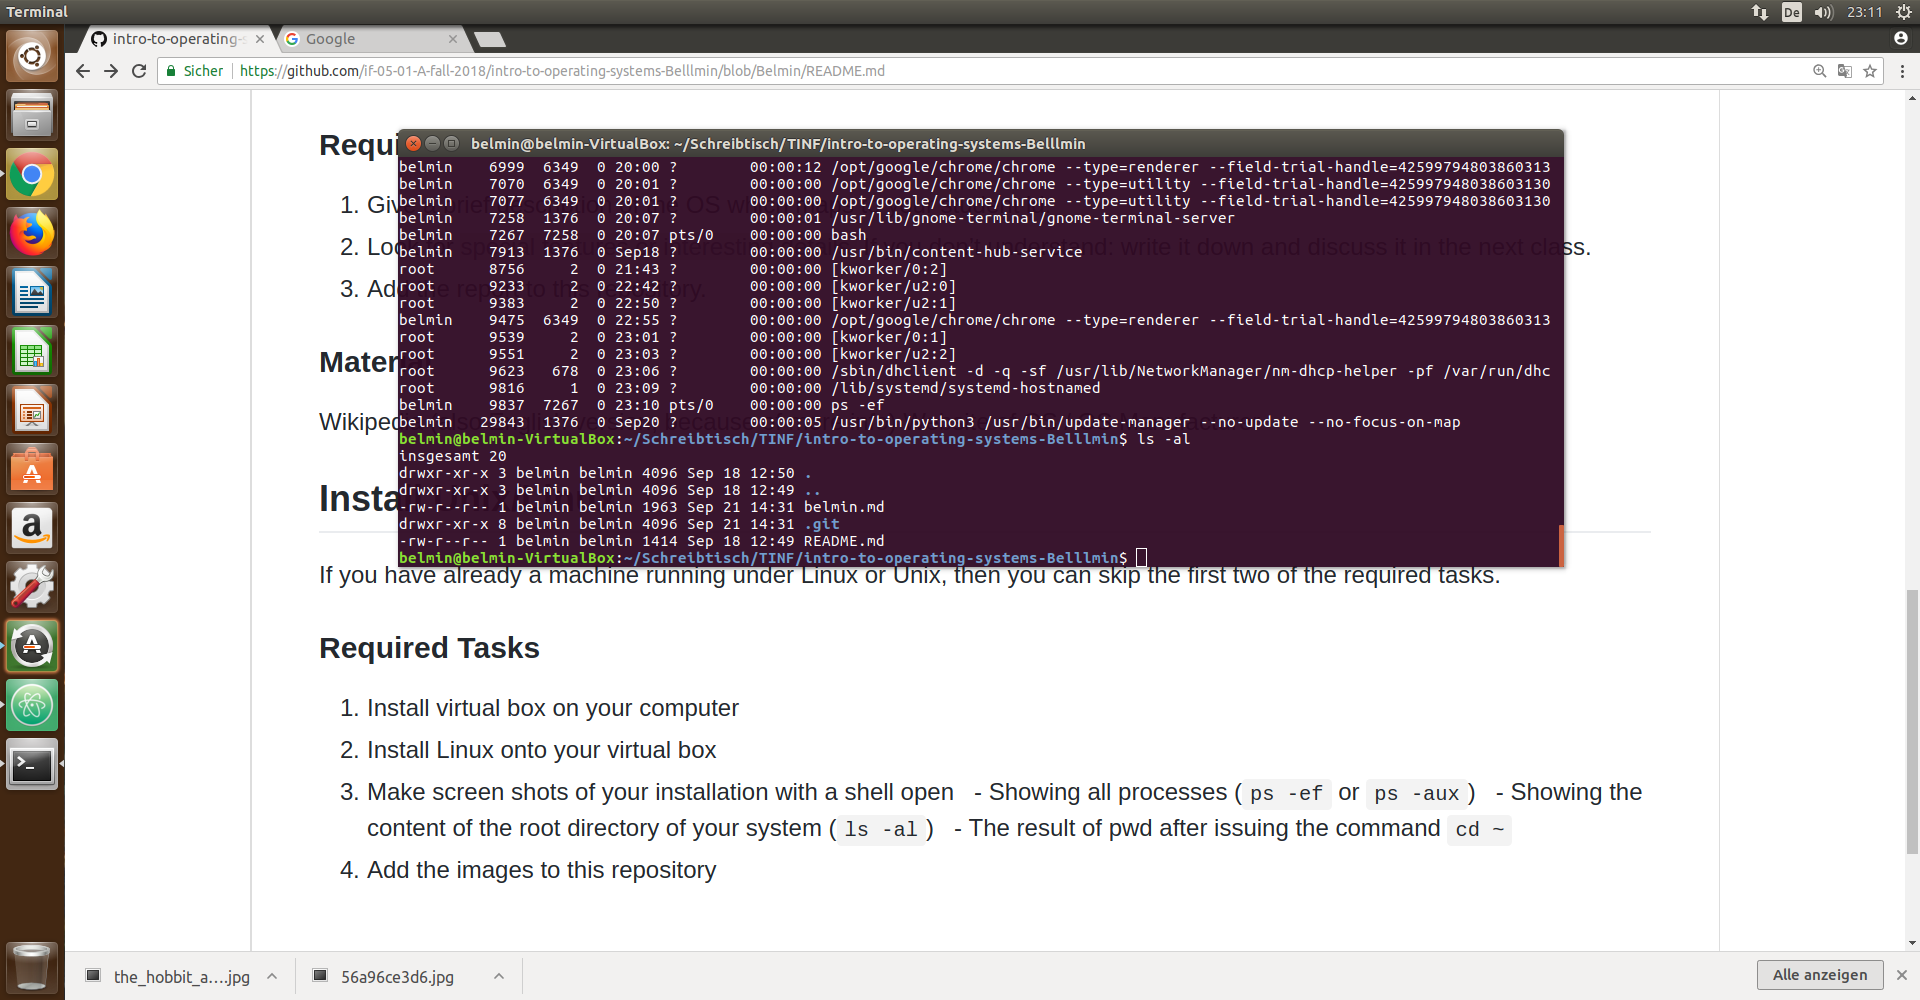 Terminal
De
23:11
intro-to-operating-
Google
Sicher
https://github.com/if-05-01-A-fall-2018/intro-to-operating-systems-Belllmin/blob/Belmin/README.md
belmin@belmin-VirtualBox: ~/Schreibtisch/TINF/intro-to-operating-systems-Belllmin
belmin    6999  6349  0 20:00 ?        00:00:12 /opt/google/chrome/chrome --type=renderer --field-trial-handle=42599794803860313
belmin    7070  6349  0 20:01 ?        00:00:00 /opt/google/chrome/chrome --type=utility --field-trial-handle=425997948038603130
belmin    7077  6349  0 20:01 ?        00:00:00 /opt/google/chrome/chrome --type=utility --field-trial-handle=425997948038603130
belmin    7258  1376  0 20:07 ?        00:00:01 /usr/lib/gnome-terminal/gnome-terminal-server
belmin    7267  7258  0 20:07 pts/0    00:00:00 bash
belmin    7913  1376  0 Sep18 ?        00:00:00 /usr/bin/content-hub-service
root      8756     2  0 21:43 ?        00:00:00 [kworker/0:2]
root      9233     2  0 22:42 ?        00:00:00 [kworker/u2:0]
root      9383     2  0 22:50 ?        00:00:00 [kworker/u2:1]
belmin    9475  6349  0 22:55 ?        00:00:00 /opt/google/chrome/chrome --type=renderer --field-trial-handle=42599794803860313
root      9539     2  0 23:01 ?        00:00:00 [kworker/0:1]
root      9551     2  0 23:03 ?        00:00:00 [kworker/u2:2]
root      9623   678  0 23:06 ?        00:00:00 /sbin/dhclient -d -q -sf /usr/lib/NetworkManager/nm-dhcp-helper -pf /var/run/dhc
root      9816     1  0 23:09 ?        00:00:00 /lib/systemd/systemd-hostnamed
belmin    9837  7267  0 23:10 pts/0    00:00:00 ps -ef
belmin   29843  1376  0 Sep20 ?        00:00:05 /usr/bin/python3 /usr/bin/update-manager --no-update --no-focus-on-map
belmin@belmin-VirtualBox:~/Schreibtisch/TINF/intro-to-operating-systems-Belllmin$ ls -al
insgesamt 20
drwxr-xr-x 3 belmin belmin 4096 Sep 18 12:50 .
drwxr-xr-x 3 belmin belmin 4096 Sep 18 12:49 ..
-rw-r--r-- 1 belmin belmin 1963 Sep 21 14:31 belmin.md
drwxr-xr-x 8 belmin belmin 4096 Sep 21 14:31 .git
-rw-r--r-- 1 belmin belmin 1414 Sep 18 12:49 README.md
belmin@belmin-VirtualBox:~/Schreibtisch/TINF/intro-to-operating-systems-Belllmin$
Requi
1. Giv
2. Loo understand: write it down and discuss it in the next class.
3. Add
Mater
Wikiped
Insta
If you have already a machine running under Linux or Unix, then you can skip the first two of the required tasks.
Required Tasks
1. Install virtual box on your computer
2. Install Linux onto your virtual box
3. Make screen shots of your installation with a shell open - Showing all processes ( ps -ef or ps -aux ) - Showing the
content of the root directory of your system ( ls -al ) - The result of pwd after issuing the command cd ~
4. Add the images to this repository
the_hobbit_a....jpg
56a96ce3d6.jpg
Alle anzeigen